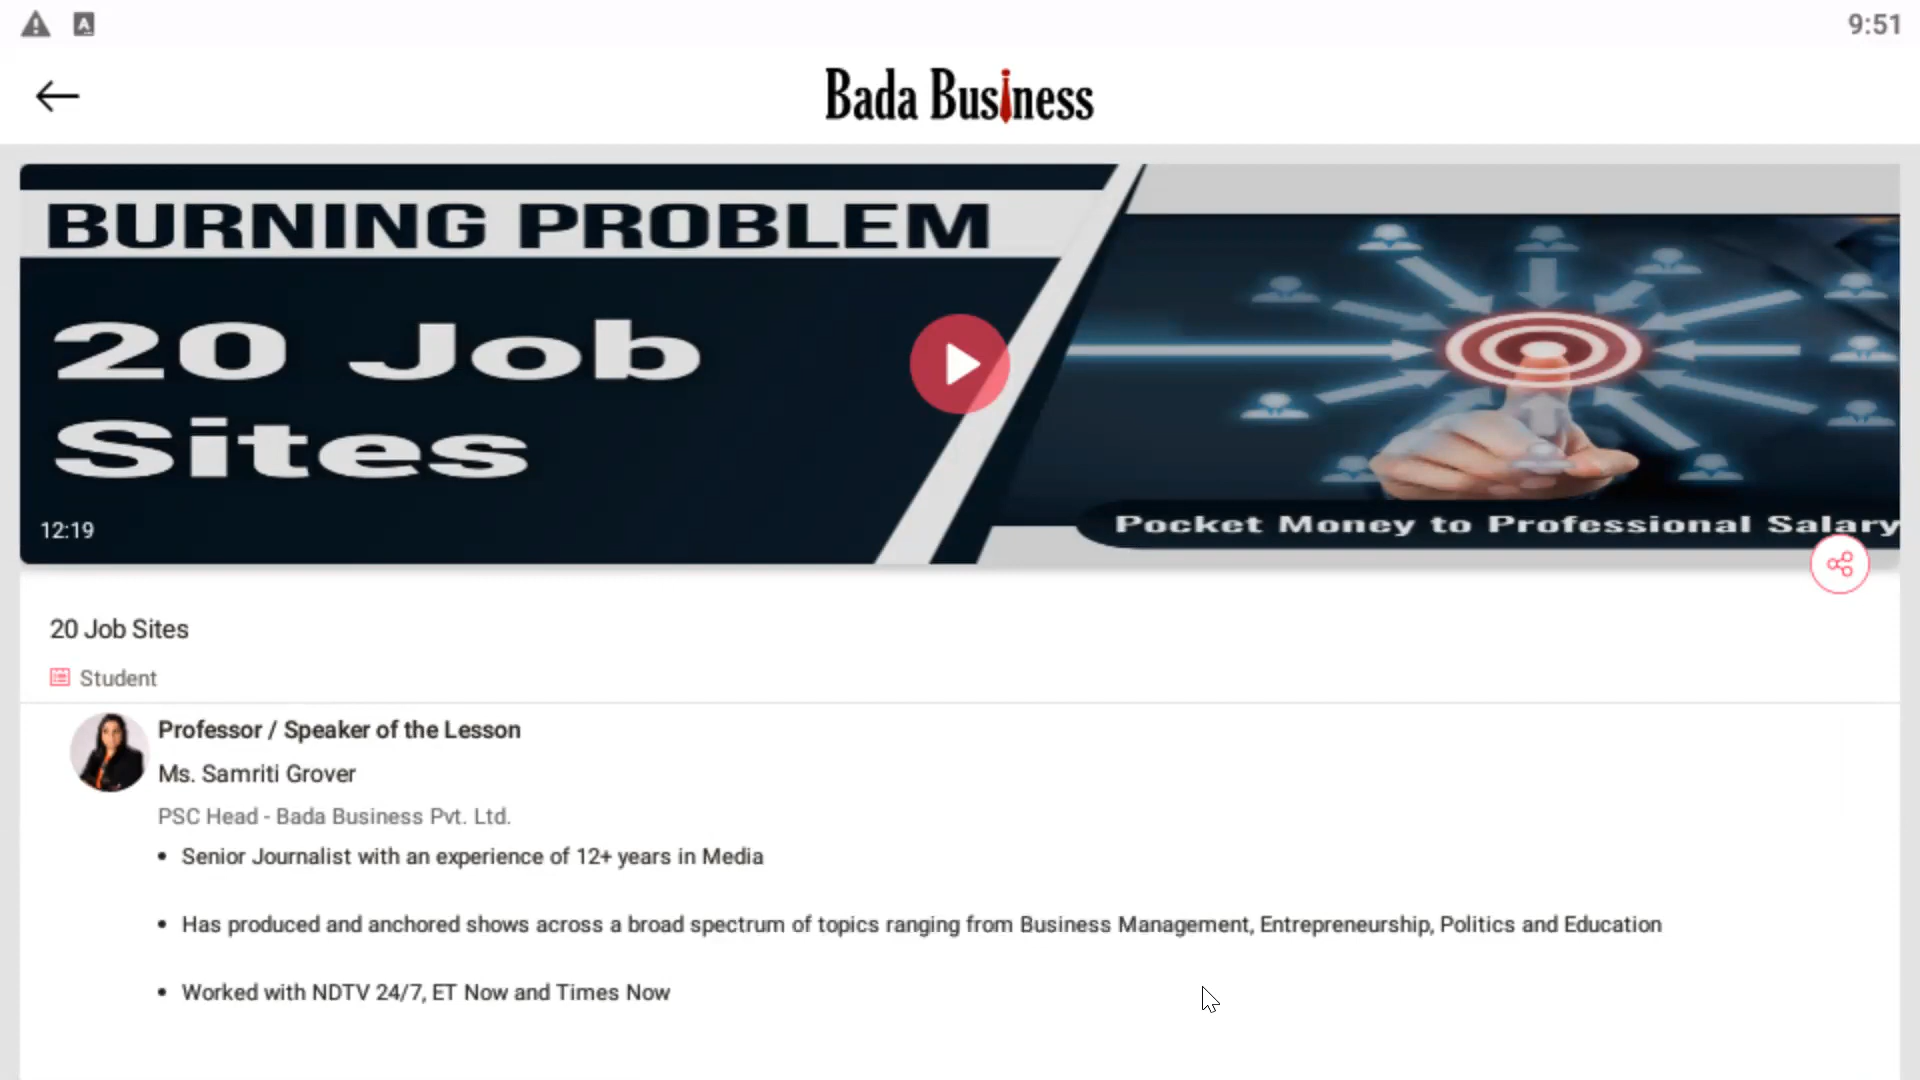 9:51
Bada Business
BURNING PROBLEM
20 Job
Sites
12:19
Pocket Money to Professional Salary
20 Job Sites
Student
Professor / Speaker of the Lesson
Ms. Samriti Grover
PSC Head - Bada Business Pvt. Ltd.
• Senior Journalist with an experience of 12+ years in Media
• Has produced and anchored shows across a broad spectrum of topics ranging from Business Management, Entrepreneurship, Politics and Education
• Worked with NDTV 24/7, ET Now and Times Now